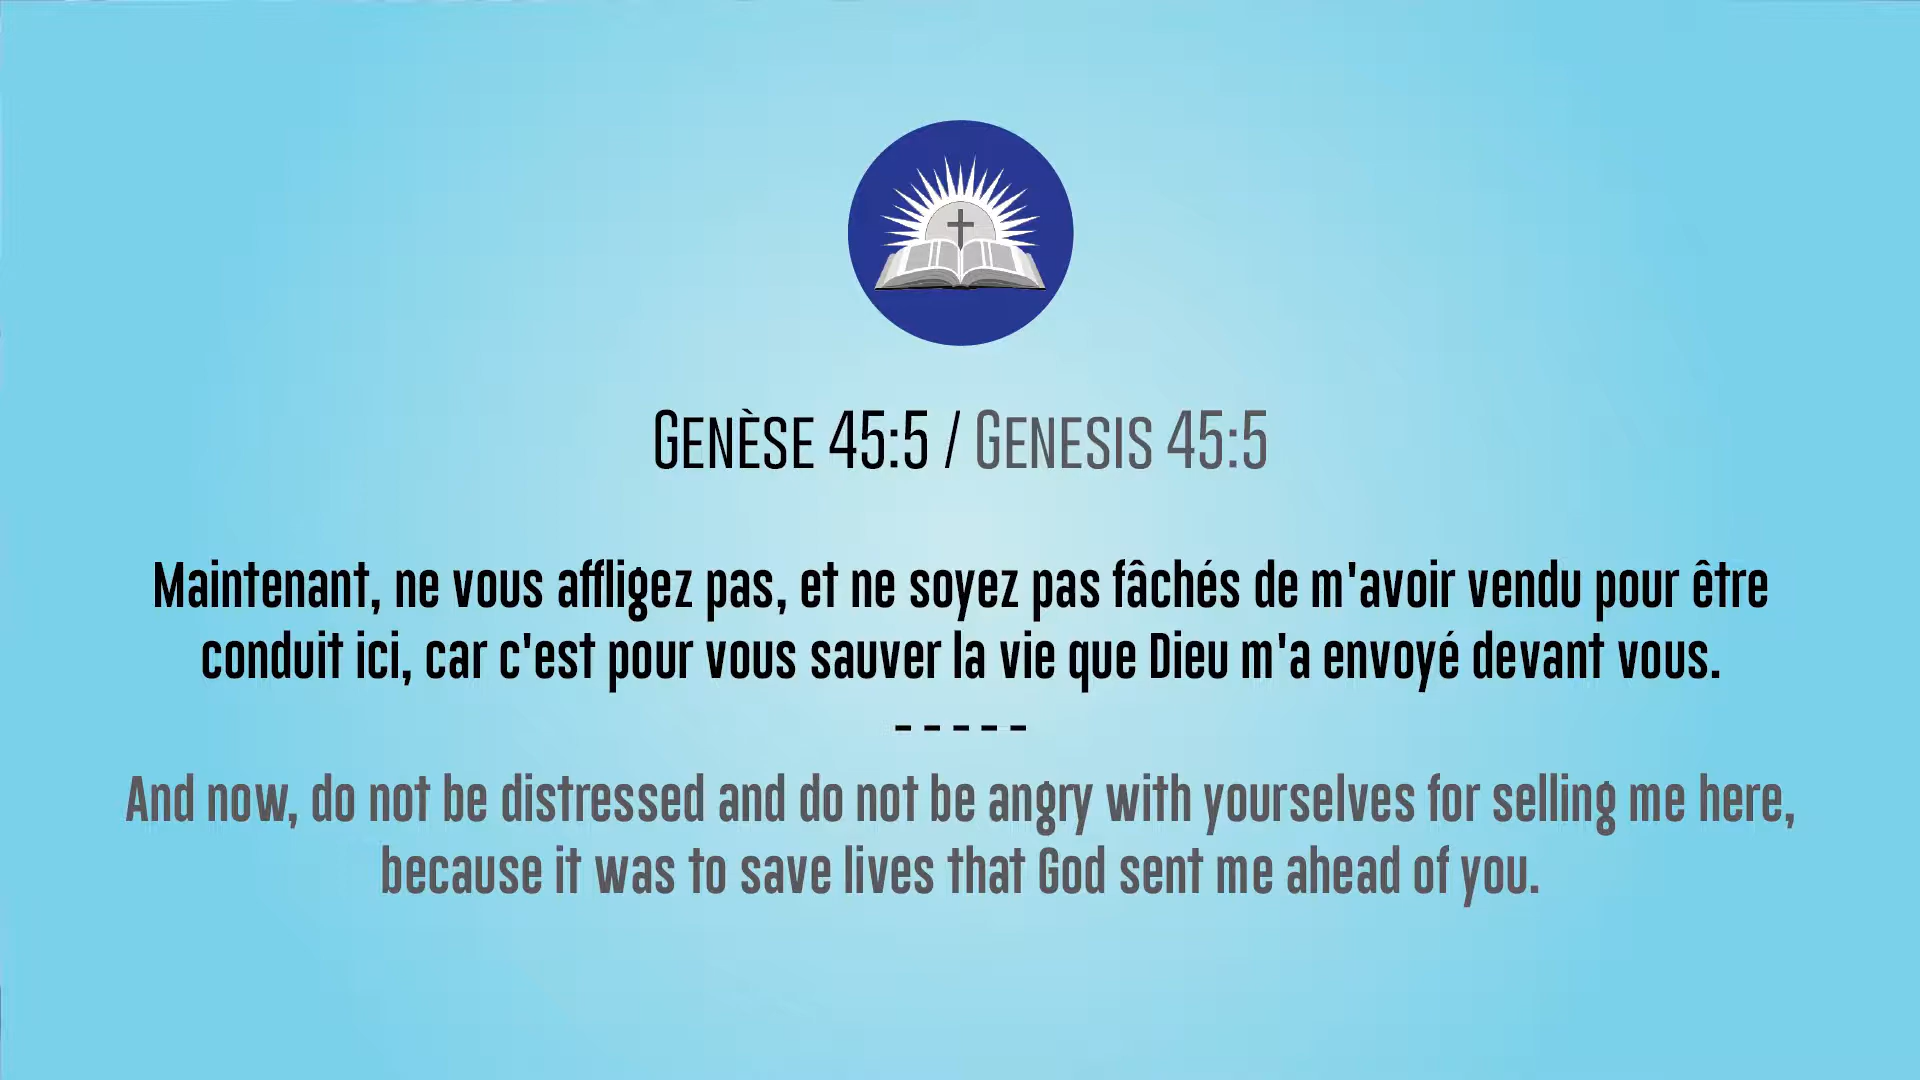 GENÈSE 45:5 / GENESIS 45:5
Maintenant, ne vous affligez pas, et ne soyez pas fâchés de m'avoir vendu pour être
conduit ici, car c'est pour vous sauver la vie que Dieu m'a envoyé devant vous.
- - - - -
And now, do not be distressed and do not be angry with yourselves for selling me here,
because it was to save lives that God sent me ahead of you.